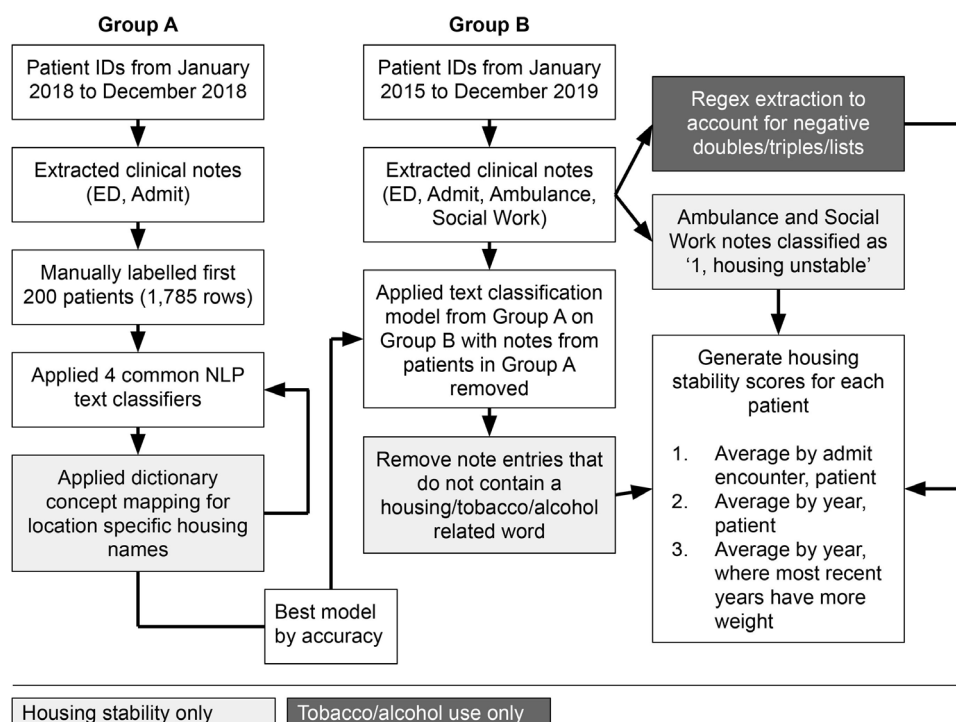 Group A
Patient IDs from January
2018 to December 2018
Extracted clinical notes
(ED, Admit)
Manually labelled first
200 patients (1,785 rows)
Applied 4 common NLP
text classifiers
Applied dictionary
concept mapping for
location specific housing
names
Best model
by accuracy
Group B
Patient IDs from January
2015 to December 2019
Extracted clinical notes
(ED, Admit, Ambulance,
Social Work)
Applied text classification
model from Group A on
Group B with notes from
patients in Group A
removed
Remove note entries that
do not contain a
housing/tobacco/alcohol
related word
Regex extraction to
account for negative
doubles/triples/lists
Ambulance and Social
Work notes classified as
‘1, housing unstable’
Generate housing
stability scores for each
patient
1. Average by admit
encounter, patient
2. Average by year,
patient
3. Average by year,
where most recent
years have more
weight
Housing stability only
Tobacco/alcohol use only